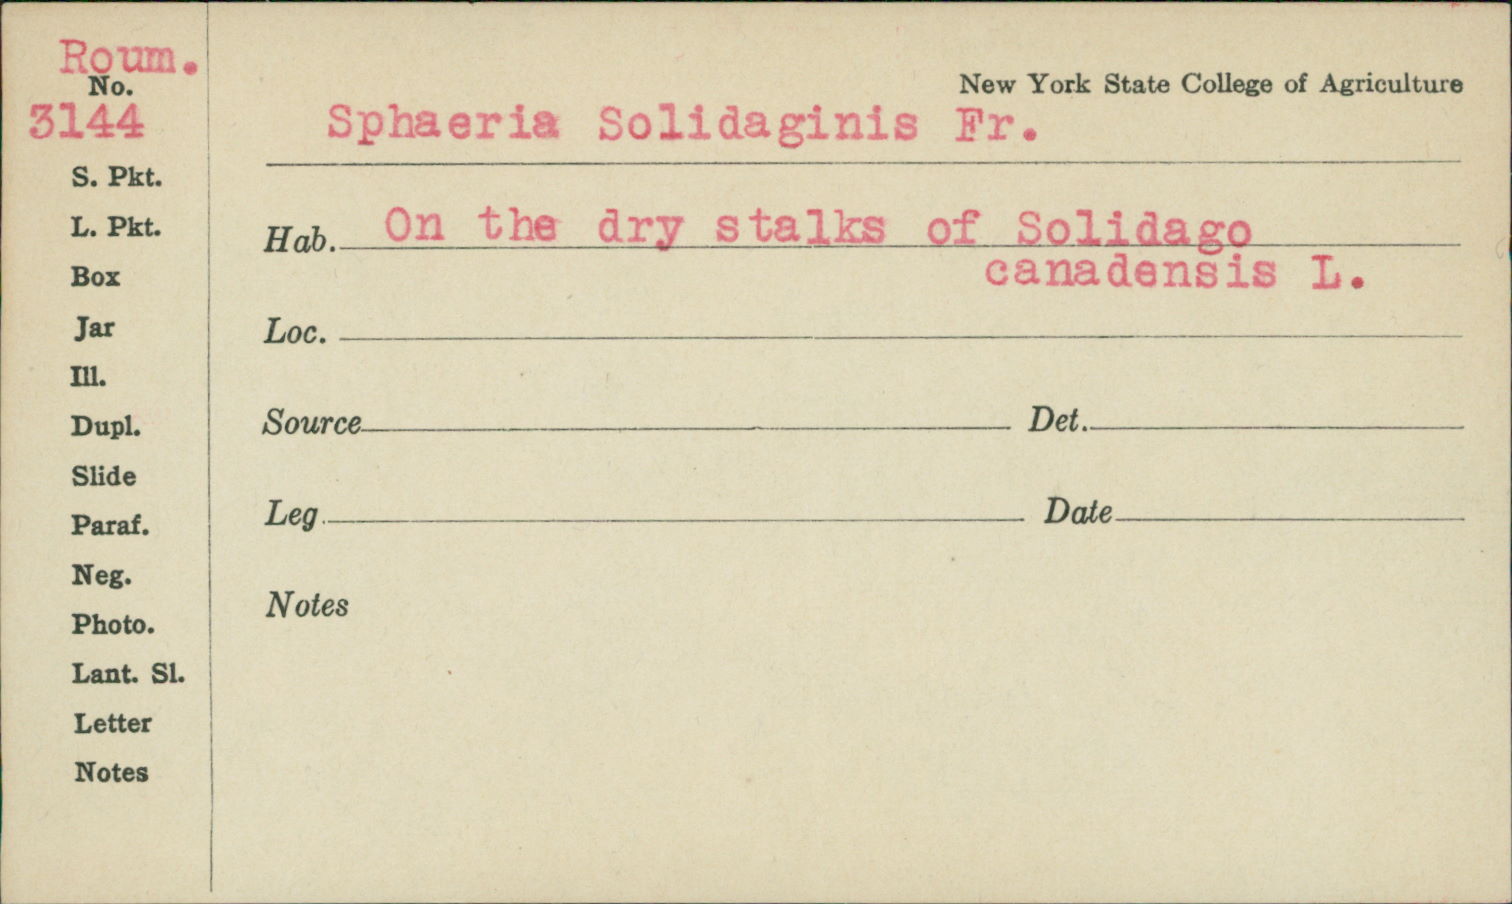 Roum.
No.
3144
S. Pkt.
L. Pkt.
Box
Jar
Ill.
Dupl.
Slide
Paraf.
Neg.
Photo.
Lant. Sl.
Letter
Notes
New York State College of Agriculture
Sphaeria Solidaginis Fr.
Hab. On the dry stalks of Solidago
canadensis L.
Loc.
Source Det.
Leg. Date
Notes